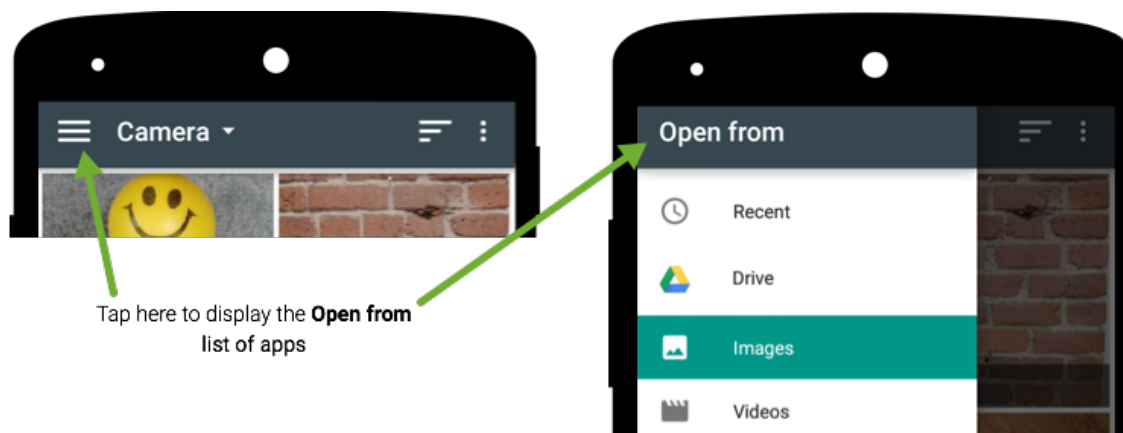 Camera
Tap here to display the Open from
list of apps
Open from
Recent
Drive
Images
Videos